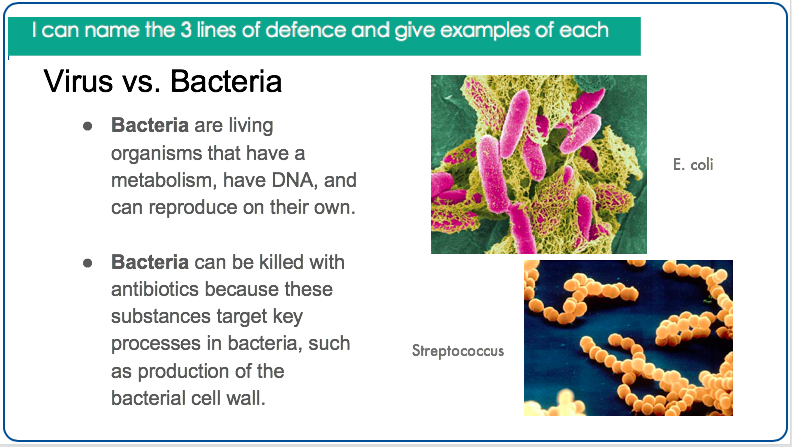 I can name the 3 lines of defence and give examples of each
Virus vs. Bacteria
● Bacteria are living
organisms that have a
metabolism, have DNA, and
can reproduce on their own.
● Bacteria can be killed with
antibiotics because these
substances target key
processes in bacteria, such
as production of the
bacterial cell wall.
E. coli
Streptococcus